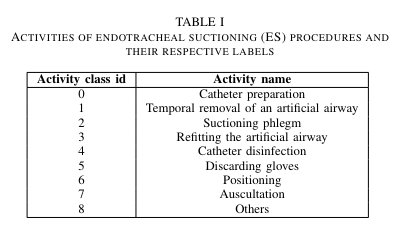 TABLE I
ACTIVITIES OF ENDOTRACHEAL SUCTIONING (ES) PROCEDURES AND
THEIR RESPECTIVE LABELS
Activity class id Activity name
0 Catheter preparation
1 Temporal removal of an artificial airway
2 Suctioning phlegm
3 Refitting the artificial airway
4 Catheter disinfection
5 Discarding gloves
6 Positioning
7 Auscultation
8 Others